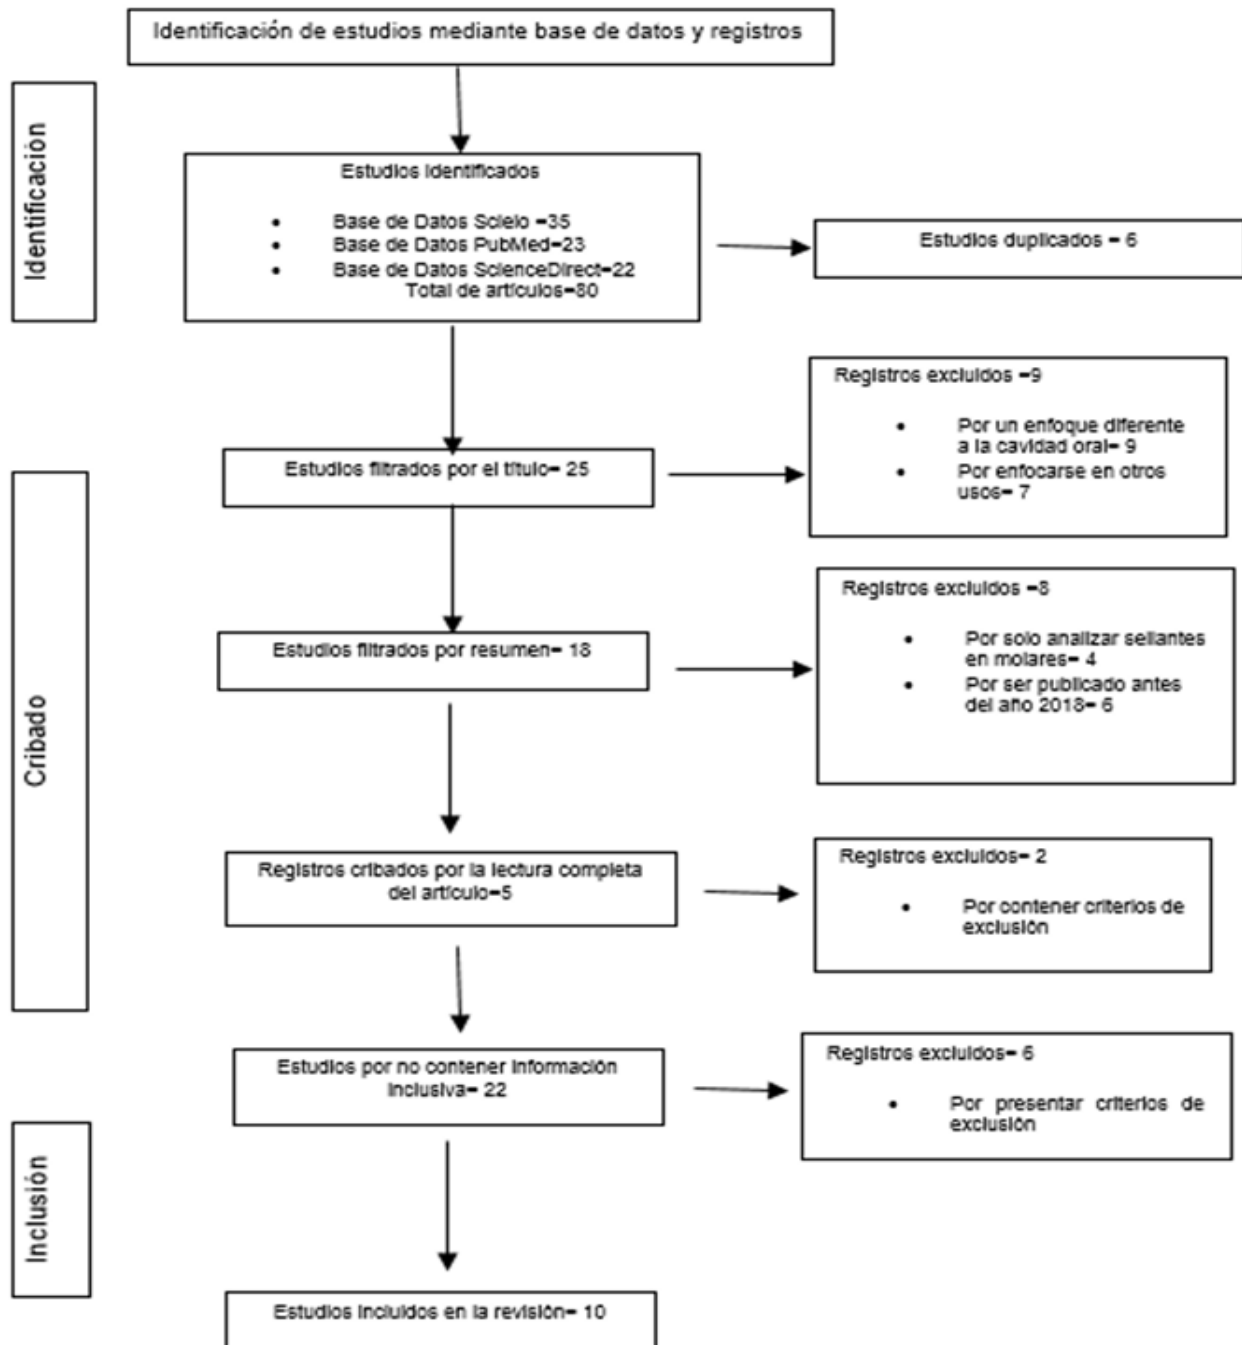 Identificación de estudios mediante base de datos y registros
Identificación
Estudios identificados
• Base de Datos Scielo =35
• Base de Datos PubMed=23
• Base de Datos ScienceDirect=22
Total de artículos=80
Estudios duplicados = 6
Cribado
Estudios filtrados por el título= 25
Registros excluidos =9
• Por un enfoque diferente
a la cavidad oral= 9
• Por enfocarse en otros
usos= 7
Estudios filtrados por resumen= 18
Registros excluidos =8
• Por solo analizar sellantes
en molares= 4
• Por ser publicado antes
del año 2018= 6
Registros cribados por la lectura completa
del artículo=5
Registros excluidos= 2
• Por contener criterios de
exclusión
Estudios por no contener información
inclusiva= 22
Registros excluidos= 6
• Por presentar criterios de
exclusión
Inclusión
Estudios incluidos en la revisión= 10